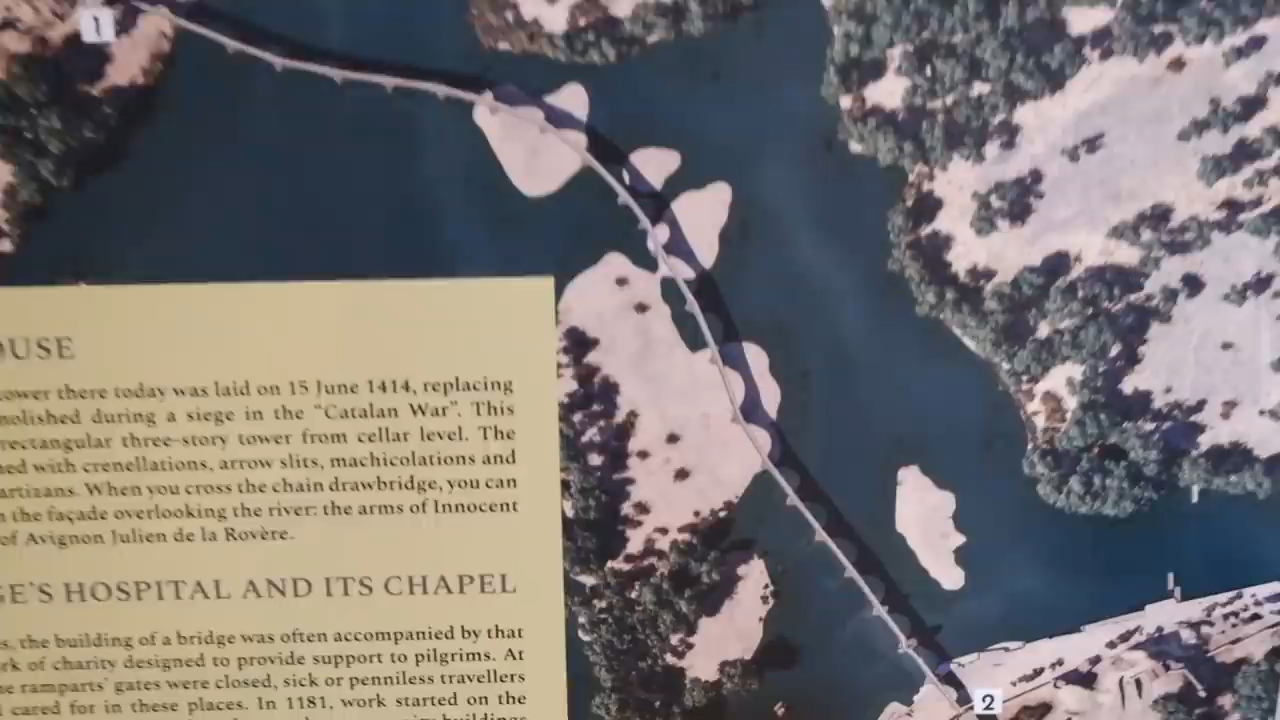 1
OUSE
ower there today was laid on 15 June 1414, replacing
nolished during a siege in the “Catalan War”. This
rectangular three-story tower from cellar level. The
ed with crenellations, arrow slits, machicolations and
artizans. When you cross the chain drawbridge, you can
the façade overlooking the river: the arms of Innocent
of Avignon Julien de la Rovère.
GE'S HOSPITAL AND ITS CHAPEL
s, the building of a bridge was often accompanied by that
rk of charity designed to provide support to pilgrims. At
e ramparts' gates were closed, sick or penniless travellers
cared for in these places. In 1181, work started on the
buildings
2